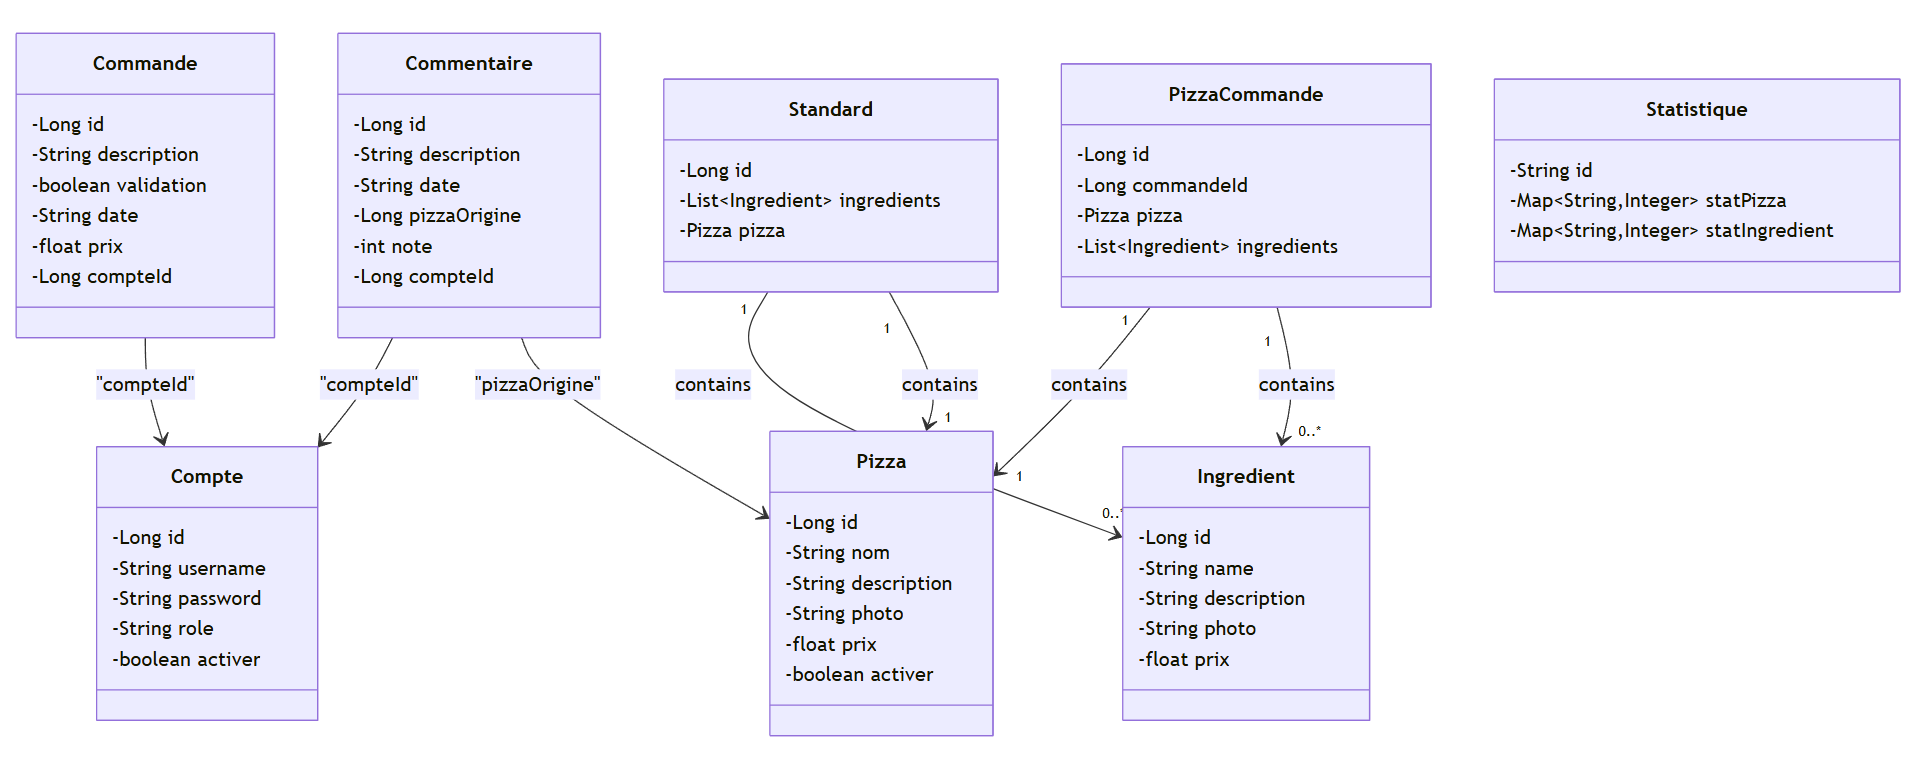 Commande
-Long id
-String description
-boolean validation
-String date
-float prix
-Long compteId
Commentaire
-Long id
-String description
-String date
-Long pizzaOrigine
-int note
-Long compteId
Standard
-Long id
-List<Ingredient> ingredients
-Pizza pizza
PizzaCommande
-Long id
-Long commandeId
-Pizza pizza
-List<Ingredient> ingredients
Statistique
-String id
-Map<String,Integer> statPizza
-Map<String,Integer> statIngredient
1
1
1
1
"compteId"
"compteId"
"pizzaOrigine"
contains
contains
contains
contains
1
0..*
1
0..*
Compte
-Long id
-String username
-String password
-String role
-boolean activer
Pizza
-Long id
-String nom
-String description
-String photo
-float prix
-boolean activer
Ingredient
-Long id
-String name
-String description
-String photo
-float prix